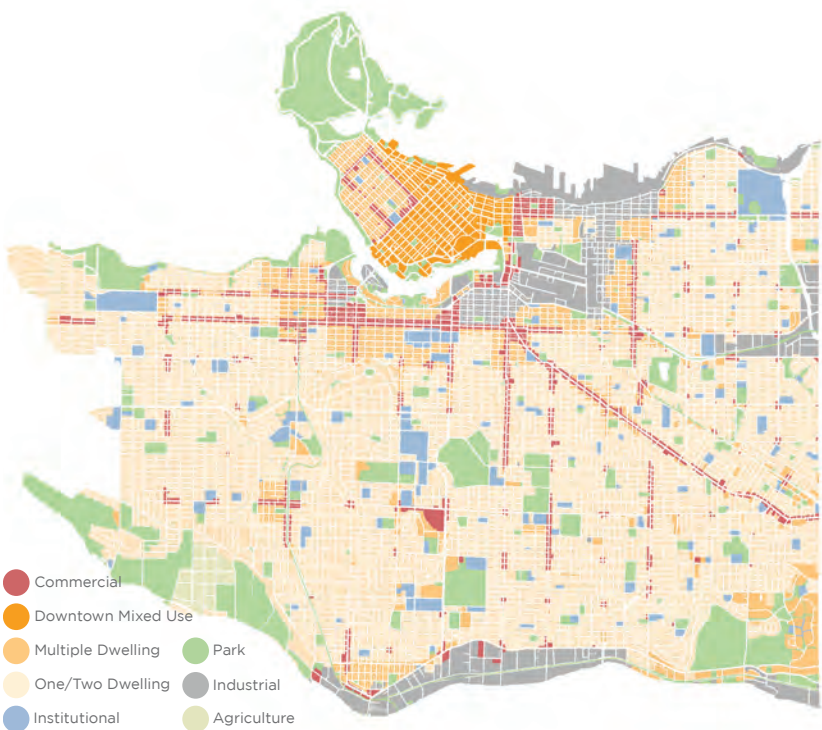 Commercial
Downtown Mixed Use
Multiple Dwelling
Park
One/Two Dwelling
Industrial
Institutional
Agriculture